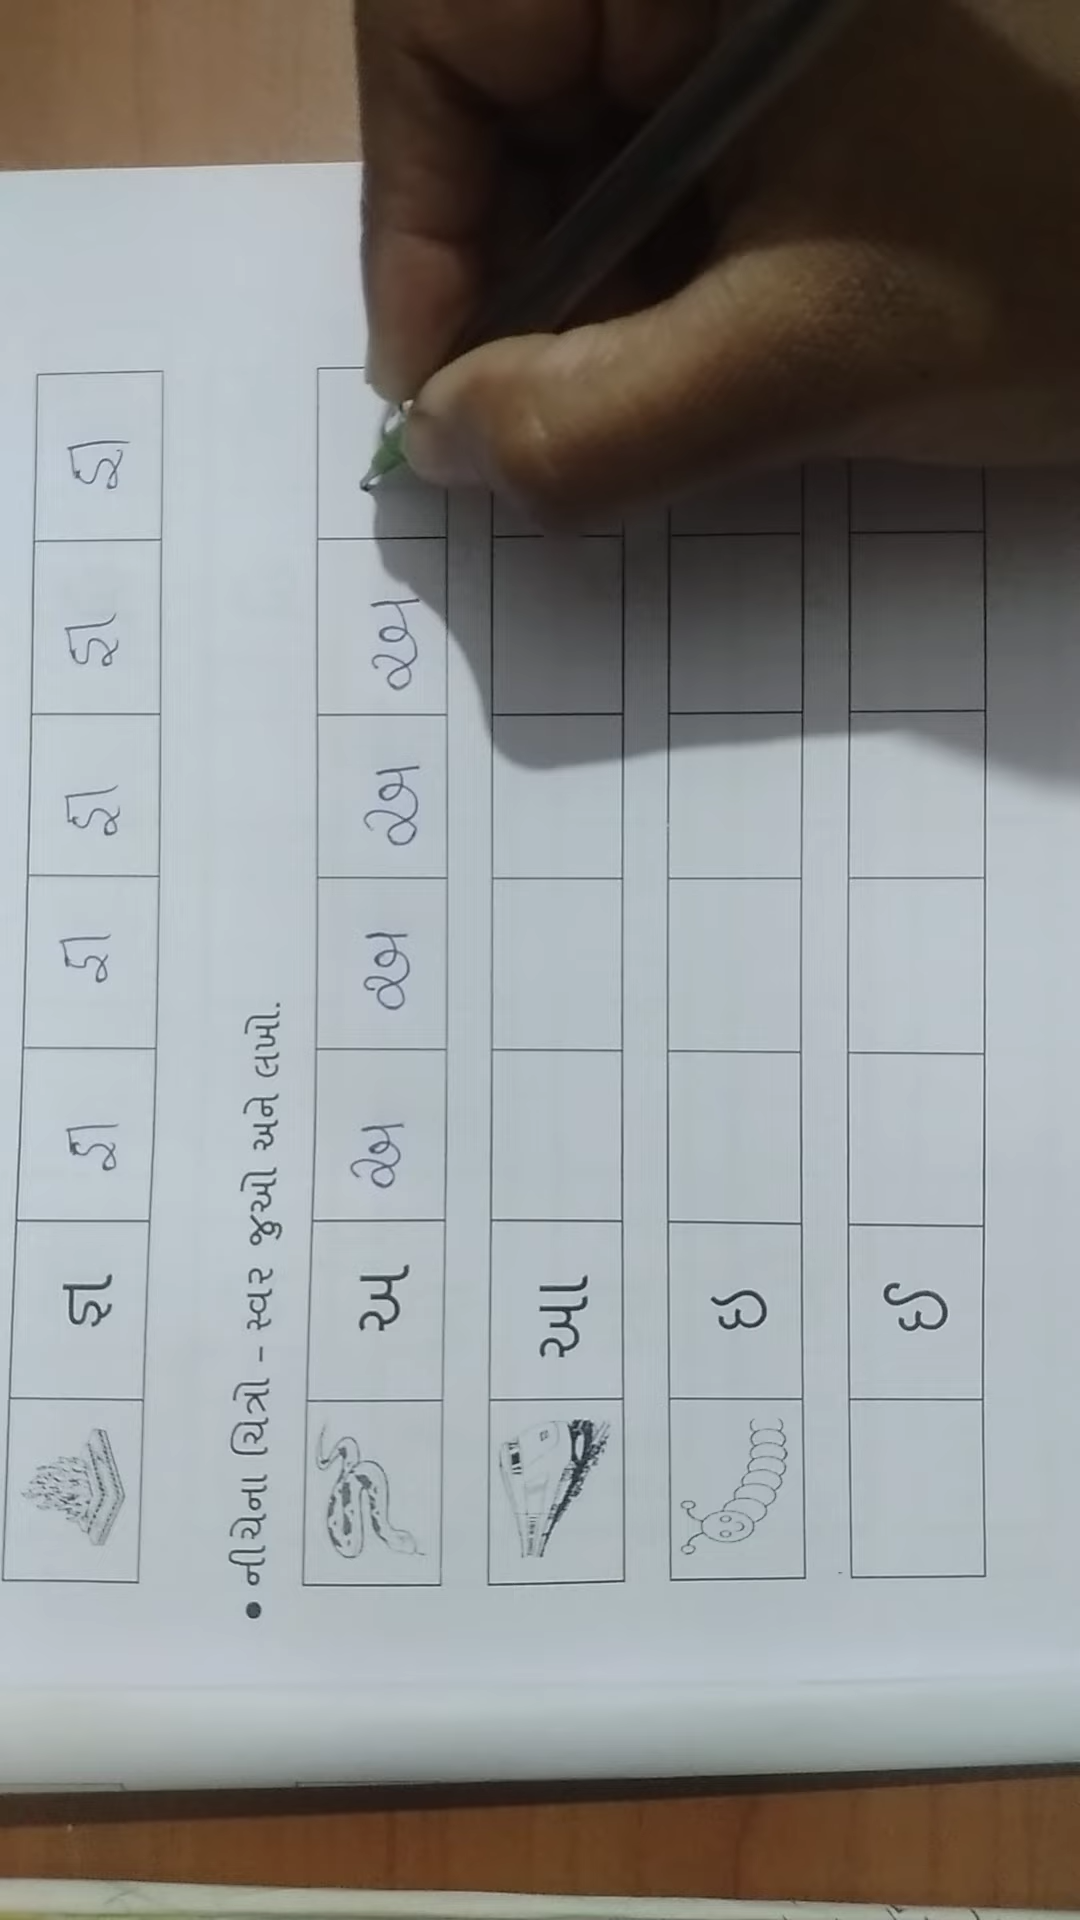 જ્ઞ જ્ઞ જ્ઞ જ્ઞ જ્ઞ જ્ઞ
• નીચેના ચિત્રો - સ્વર જુઓ અને લખો.
અ અ અ અ અ
આ
ઇ
ઈ